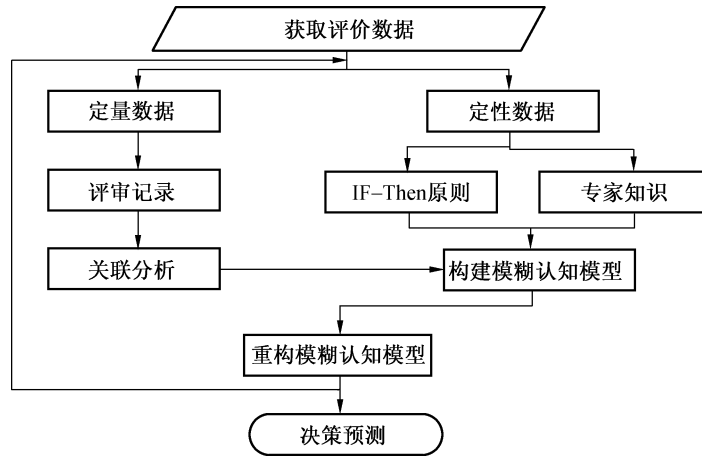 获取评价数据
定量数据
定性数据
评审记录
IF-Then原则
专家知识
关联分析
构建模糊认知模型
重构模糊认知模型
决策预测